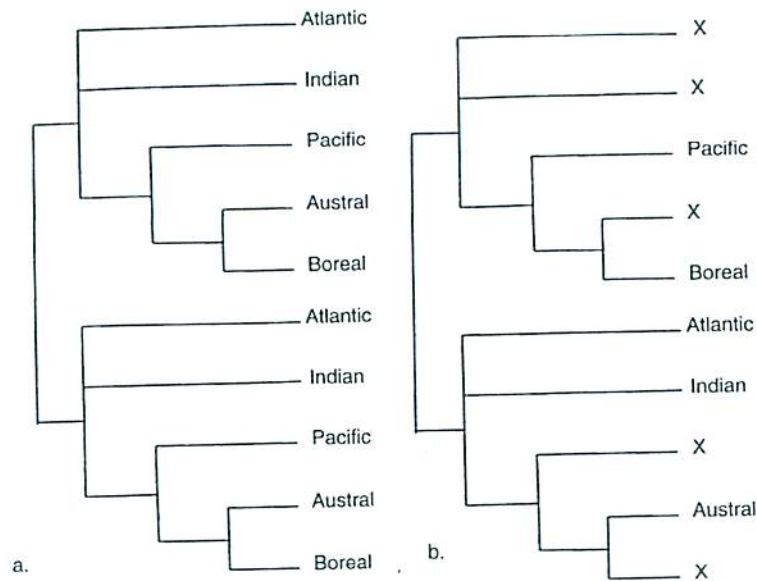 Atlantic
Indian
Pacific
Austral
Boreal
Atlantic
Indian
Pacific
Austral
Boreal
a.
X
X
Pacific
X
Boreal
Atlantic
Indian
X
Austral
X
b.